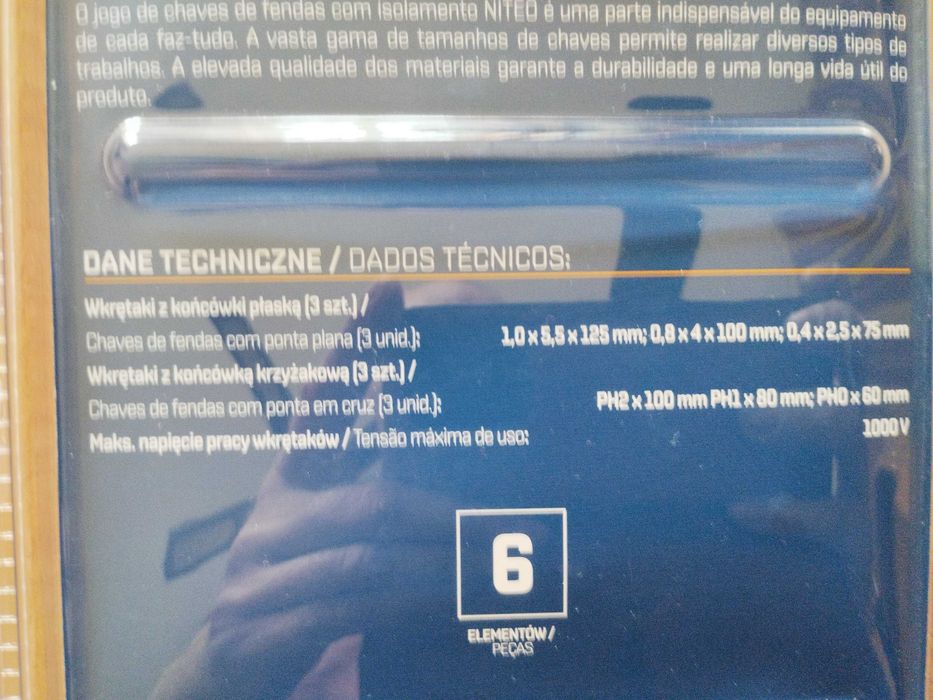 O jogo de chaves de fendas com isolamento NITEO é uma parte indispensável do equipamento
de cada faz-tudo. A vasta gama de tamanhos de chaves permite realizar diversos tipos de
trabalhos. A elevada qualidade dos materiais garante a durabilidade e uma longa vida útil do
produto.
DANE TECHNICZNE / DADOS TÉCNICOS:
Wkrętaki z końcówki płaską (3 szt.) /
Chaves de fendas com ponta plana (3 unid.): 1,0 x 5,5 x 125 mm; 0,8 x 4 x 100 mm; 0,4 x 2,5 x 75 mm
Wkrętaki z końcówką krzyżakową (3 szt.) /
Chaves de fendas com ponta em cruz (3 unid.): PH2 x 100 mm PH1 x 80 mm; PH0 x 60 mm
Maks. napięcie pracy wkrętaków / Tensão máxima de uso: 1000 V
6
ELEMENTÓW /
PEÇAS